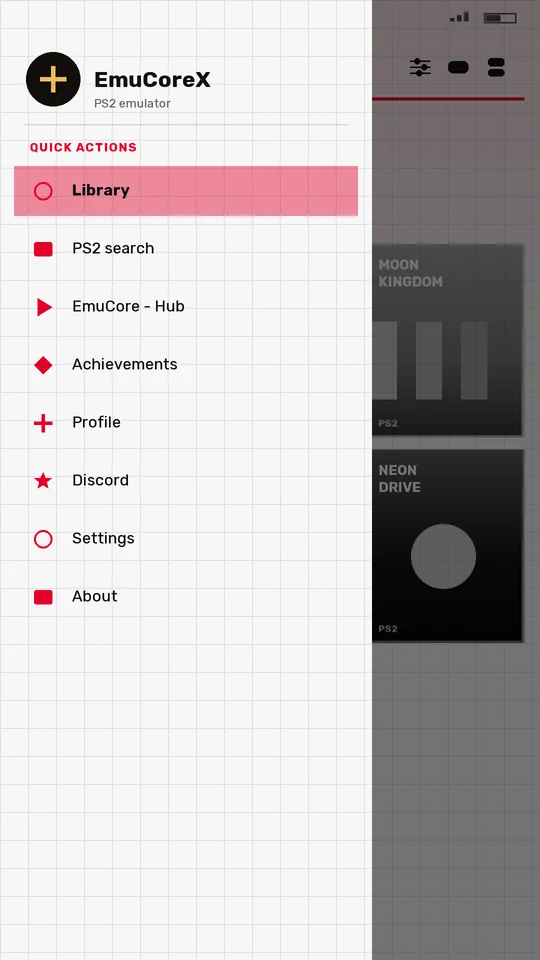 EmuCoreX
PS2 emulator
QUICK ACTIONS
Library
PS2 search
EmuCore - Hub
Achievements
Profile
Discord
Settings
About
MOON
KINGDOM
PS2
NEON
DRIVE
PS2